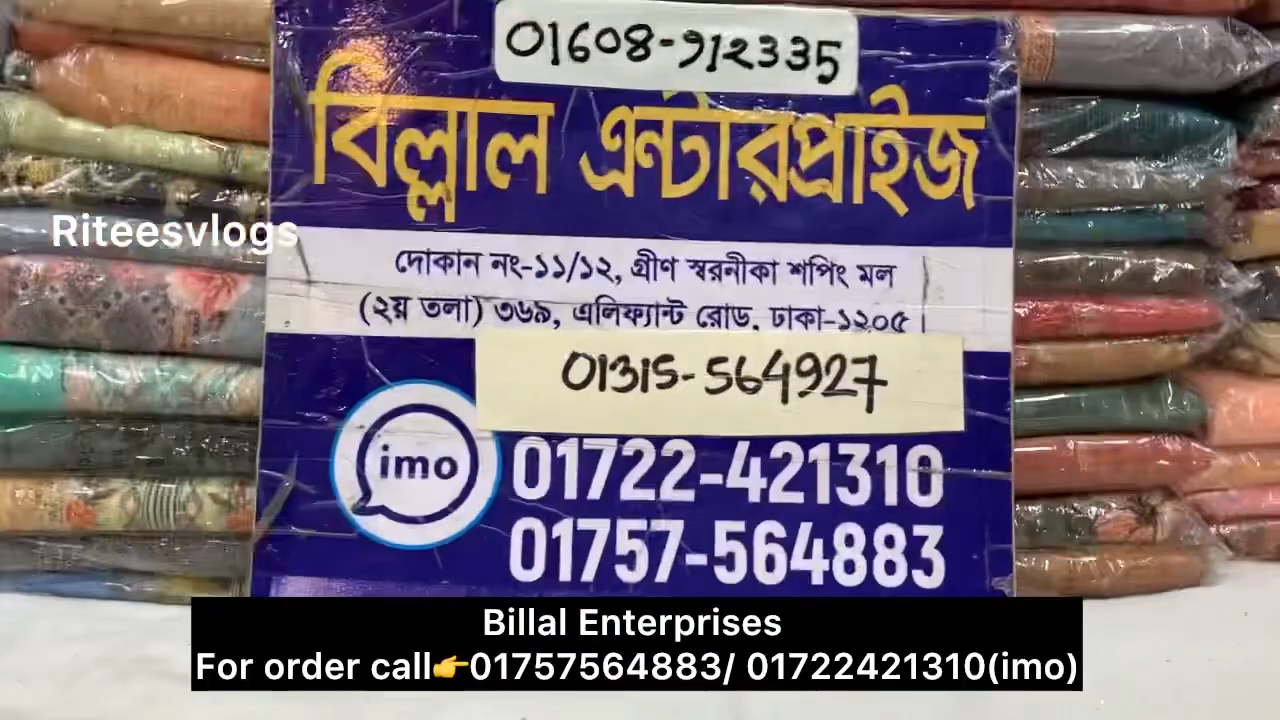 01608-912335
বিল্লাল এন্টারপ্রাইজ
Riteesvlogs
দোকান নং-১১/১২, গ্রীণ স্বরনীকা শপিং মল
(২য় তলা) ৩৬৯, এলিফ্যান্ট রোড, ঢাকা-১২০৫।
01315-564927
imo
01722-421310
01757-564883
Billal Enterprises
For order call👉01757564883/ 01722421310(imo)